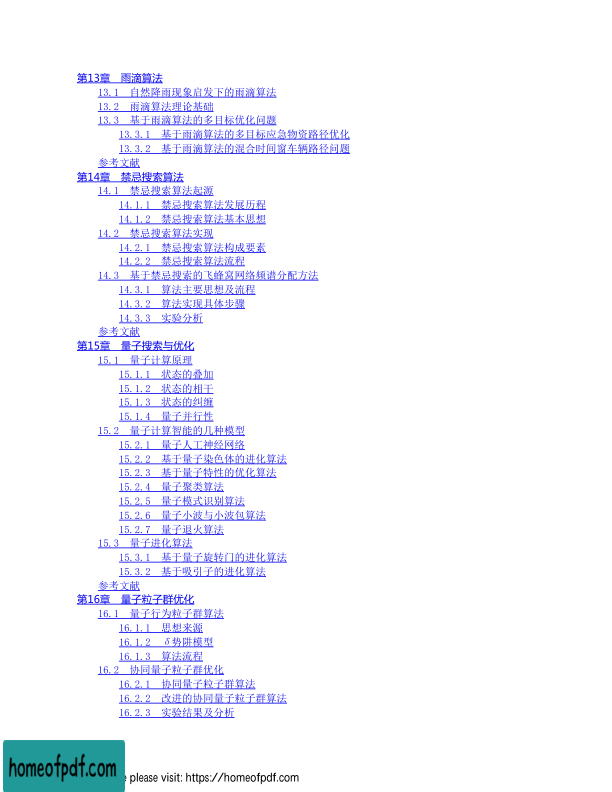 第13章　雨滴算法
13.1　自然降雨现象启发下的雨滴算法
13.2　雨滴算法理论基础
13.3　基于雨滴算法的多目标优化问题
13.3.1　基于雨滴算法的多目标应急物资路径优化
13.3.2　基于雨滴算法的混合时间窗车辆路径问题
参考文献
第14章　禁忌搜索算法
14.1　禁忌搜索算法起源
14.1.1　禁忌搜索算法发展历程
14.1.2　禁忌搜索算法基本思想
14.2　禁忌搜索算法实现
14.2.1　禁忌搜索算法构成要素
14.2.2　禁忌搜索算法流程
14.3　基于禁忌搜索的飞蜂窝网络频谱分配方法
14.3.1　算法主要思想及流程
14.3.2　算法实现具体步骤
14.3.3　实验分析
参考文献
第15章　量子搜索与优化
15.1　量子计算原理
15.1.1　状态的叠加
15.1.2　状态的相干
15.1.3　状态的纠缠
15.1.4　量子并行性
15.2　量子计算智能的几种模型
15.2.1　量子人工神经网络
15.2.2　基于量子染色体的进化算法
15.2.3　基于量子特性的优化算法
15.2.4　量子聚类算法
15.2.5　量子模式识别算法
15.2.6　量子小波与小波包算法
15.2.7　量子退火算法
15.3　量子进化算法
15.3.1　基于量子旋转门的进化算法
15.3.2　基于吸引子的进化算法
参考文献
第16章　量子粒子群优化
16.1　量子行为粒子群算法
16.1.1　思想来源
16.1.2　δ势阱模型
16.1.3　算法流程
16.2　协同量子粒子群优化
16.2.1　协同量子粒子群算法
16.2.2　改进的协同量子粒子群算法
16.2.3　实验结果及分析
homeofpdf.com
please visit: https://homeofpdf.com